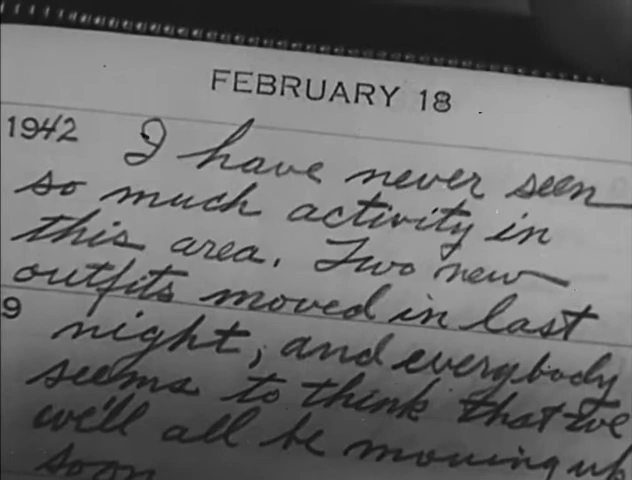 FEBRUARY 18
1942 I have never seen
so much activity in
this area. Two new
outfits moved in last
9 night, and everybody
seems to think that we
we'll all be moving up
soon